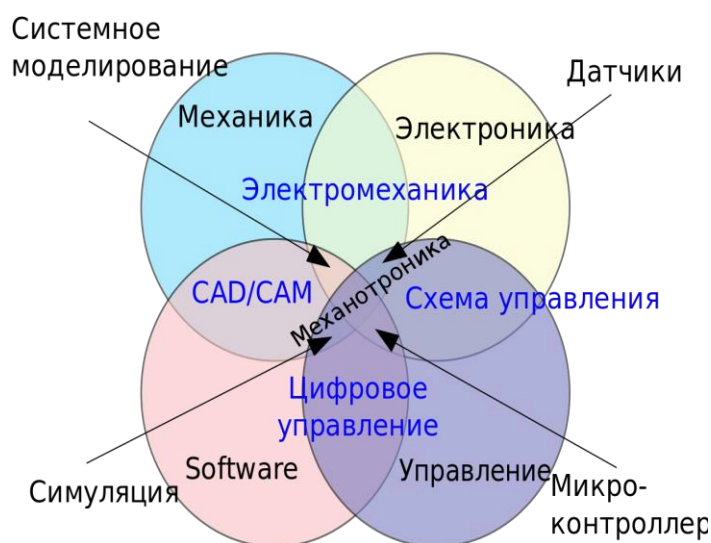 Системное
моделирование
Датчики
Механика
Электроника
Электромеханика
CAD/CAM
Механотроника
Схема управления
Цифровое
управление
Software
Управление
Симуляция
Микро-
контроллер